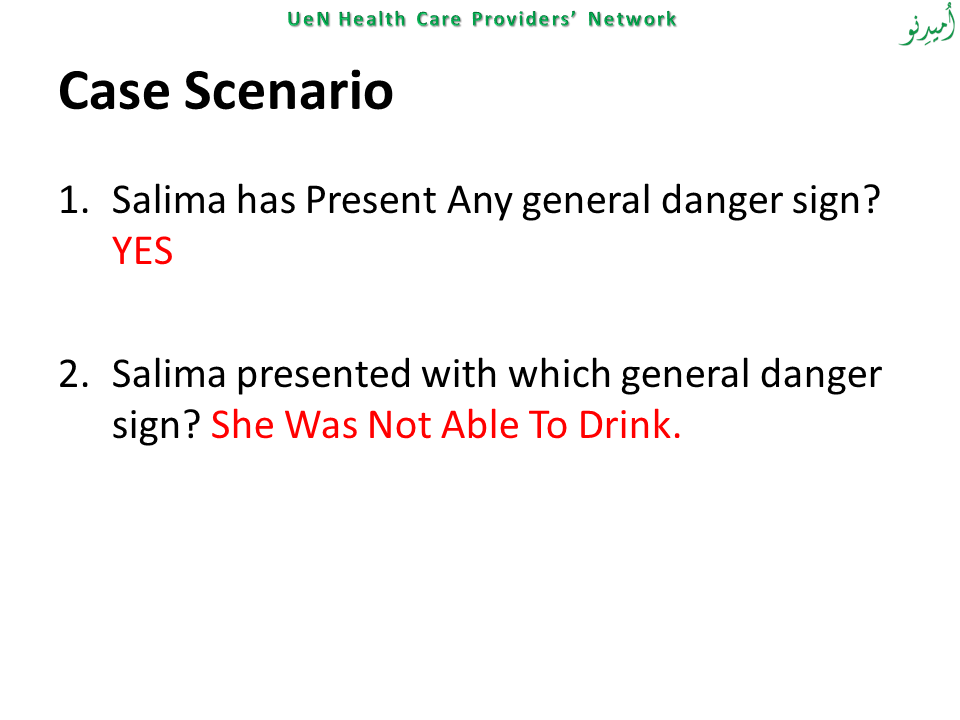 UeN Health Care Providers’ Network
اُميدِنو
Case Scenario
1. Salima has Present Any general danger sign?
YES
2. Salima presented with which general danger
sign? She Was Not Able To Drink.